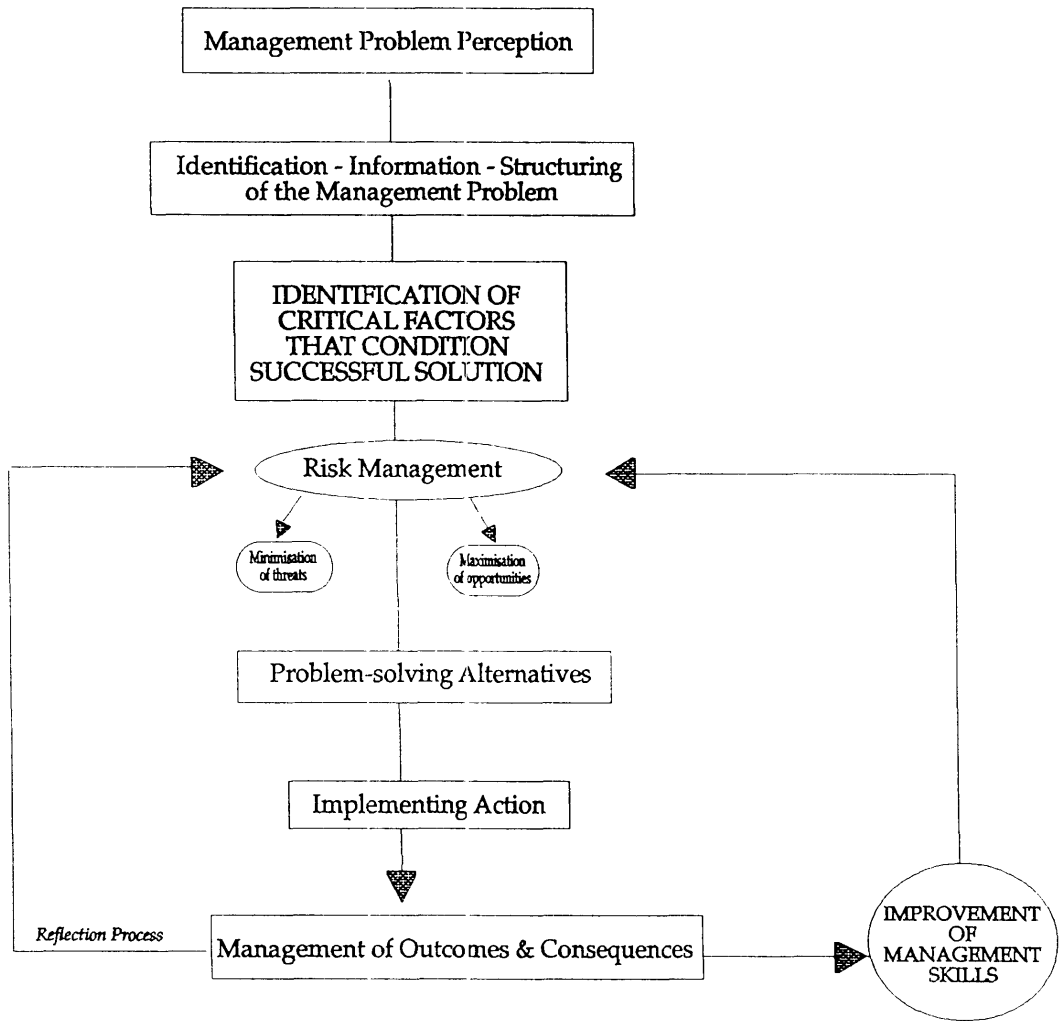 Management Problem Perception
Identification - Information - Structuring
of the Management Problem
IDENTIFICATION OF
CRITICAL FACTORS
THAT CONDITION
SUCCESSFUL SOLUTION
Risk Management
Minimisation
of threats
Maximisation
of opportunities
Problem-solving Alternatives
Implementing Action
Reflection Process
Management of Outcomes & Consequences
IMPROVEMENT
OF
MANAGEMENT
SKILLS